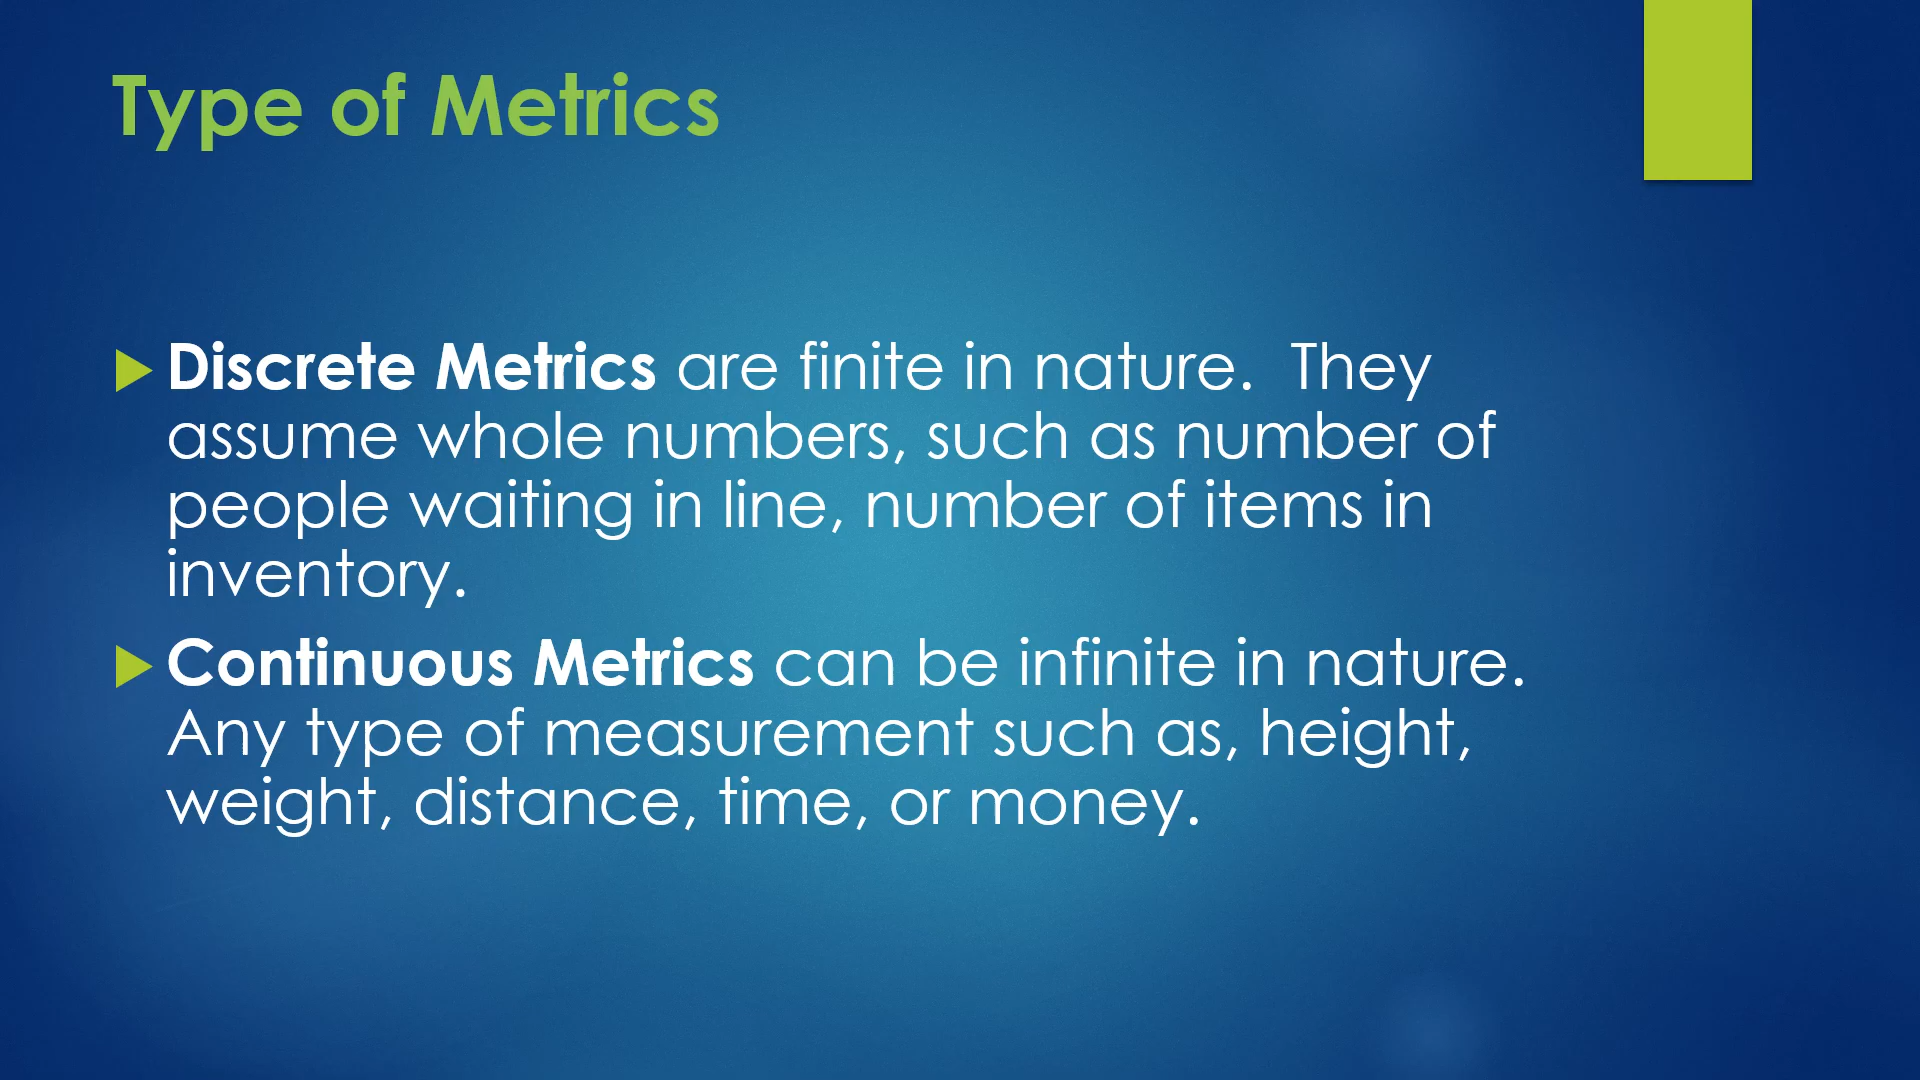 Type of Metrics
Discrete Metrics are finite in nature.  They
assume whole numbers, such as number of
people waiting in line, number of items in
inventory.
Continuous Metrics can be infinite in nature.
Any type of measurement such as, height,
weight, distance, time, or money.